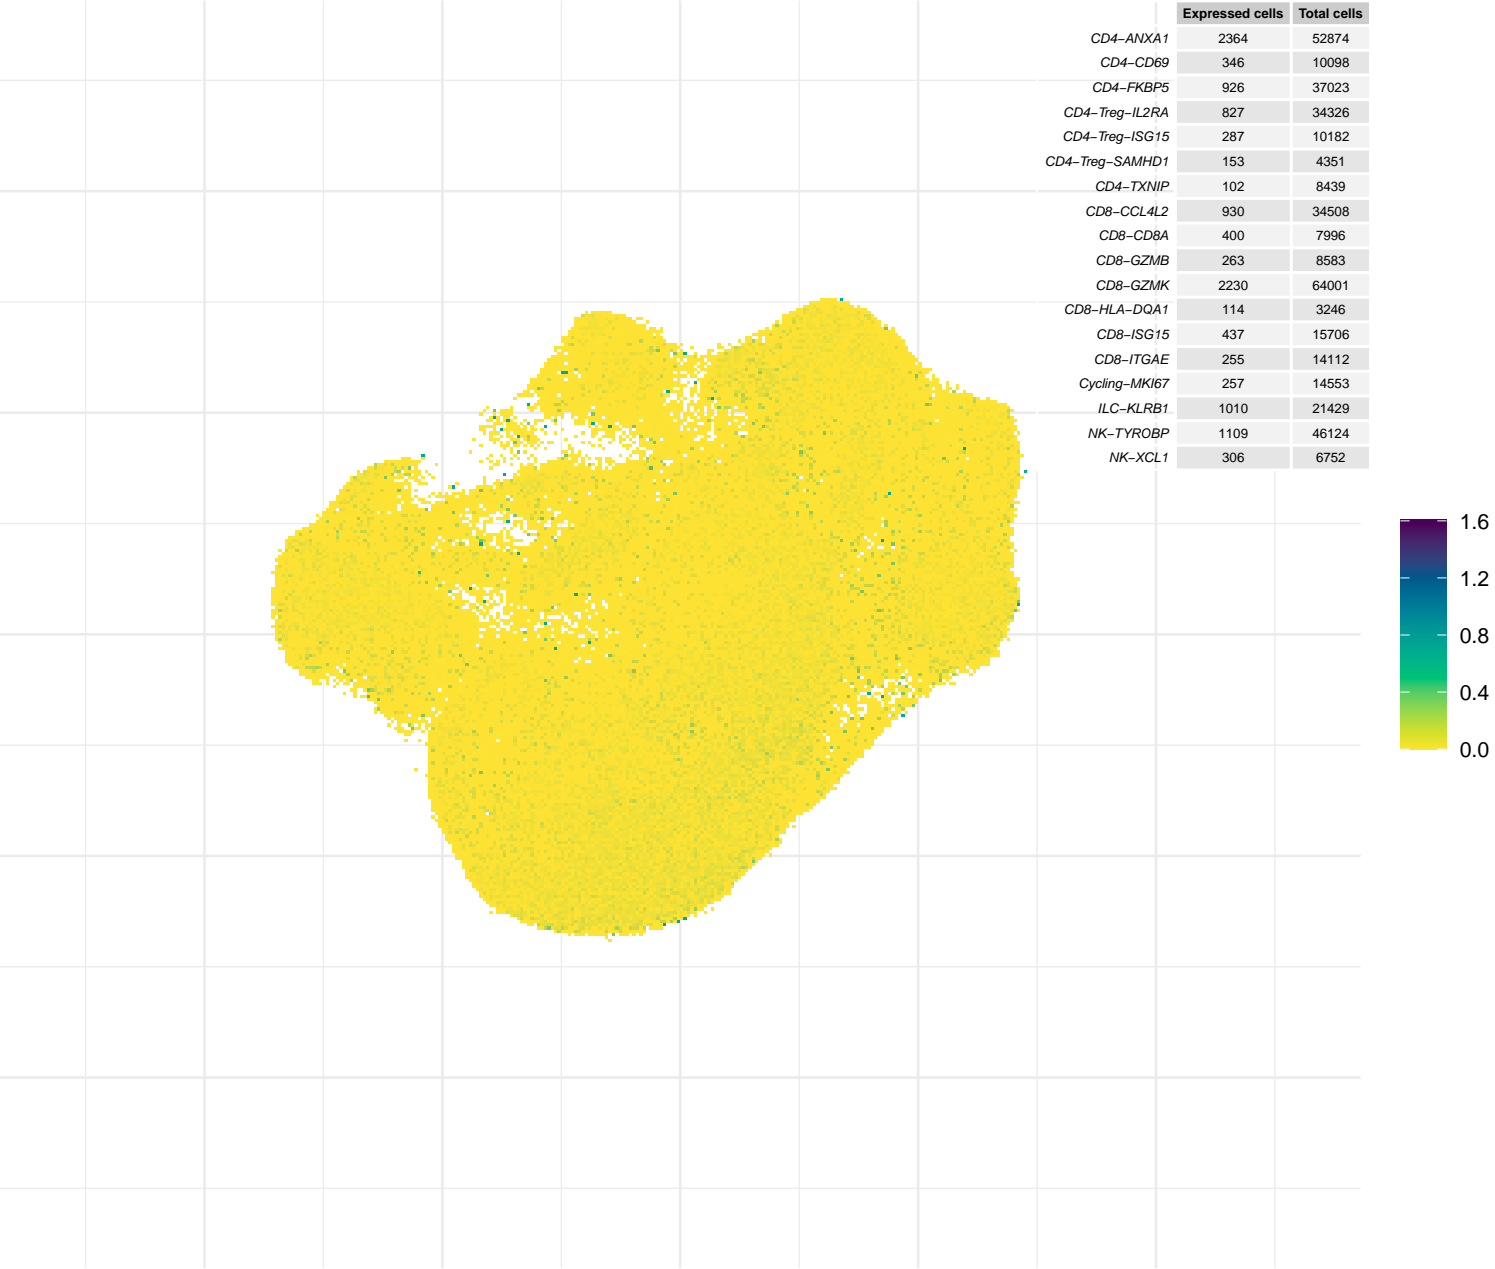 Expressed cells Total cells
CD4−ANXA1 2364 52874
CD4−CD69 346 10098
CD4−FKBP5 926 37023
CD4−Treg−IL2RA 827 34326
CD4−Treg−ISG15 287 10182
CD4−Treg−SAMHD1 153 4351
CD4−TXNIP 102 8439
CD8−CCL4L2 930 34508
CD8−CD8A 400 7996
CD8−GZMB 263 8583
CD8−GZMK 2230 64001
CD8−HLA−DQA1 114 3246
CD8−ISG15 437 15706
CD8−ITGAE 255 14112
Cycling−MKI67 257 14553
ILC−KLRB1 1010 21429
NK−TYROBP 1109 46124
NK−XCL1 306 6752
1.6
1.2
0.8
0.4
0.0